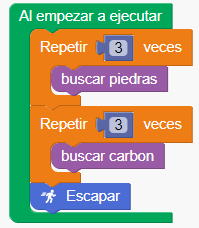 Al empezar a ejecutar
Repetir 3 veces
buscar piedras
Repetir 3 veces
buscar carbon
Escapar